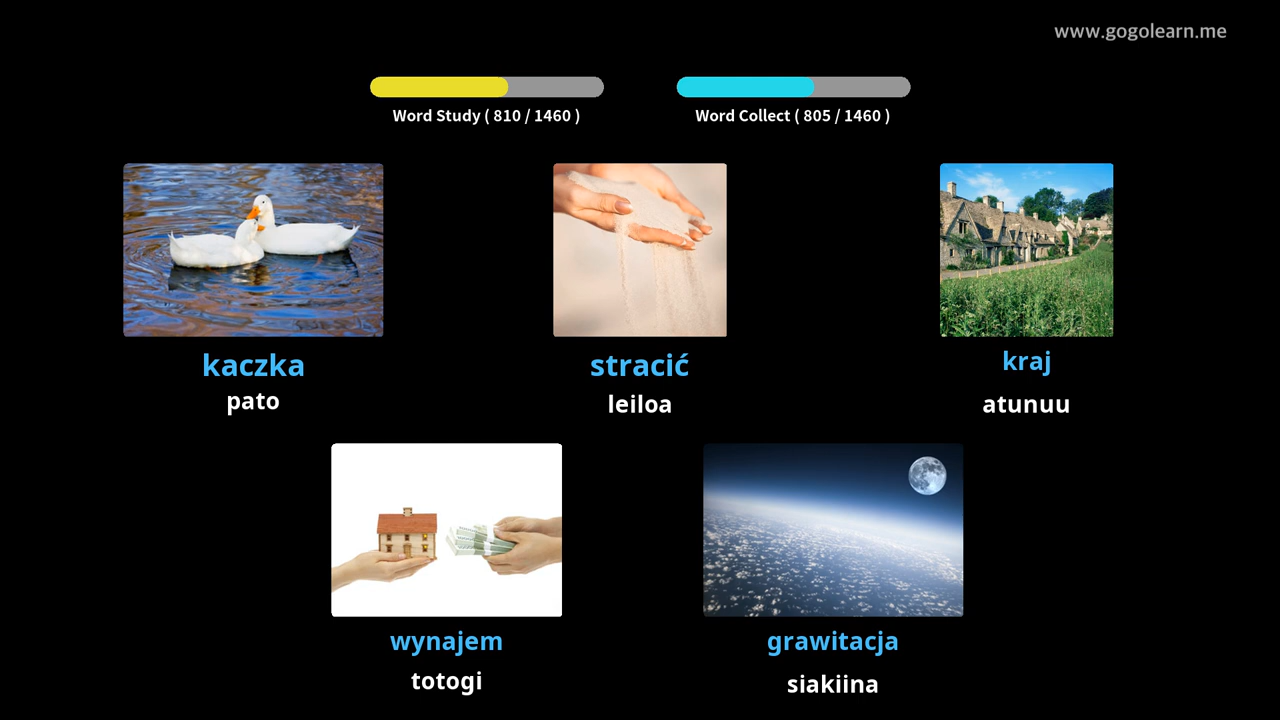 www.gogolearn.me
Word Study ( 810 / 1460 )
Word Collect ( 805 / 1460 )
kaczka
pato
stracić
leiloa
kraj
atunuu
wynajem
totogi
grawitacja
siakiina